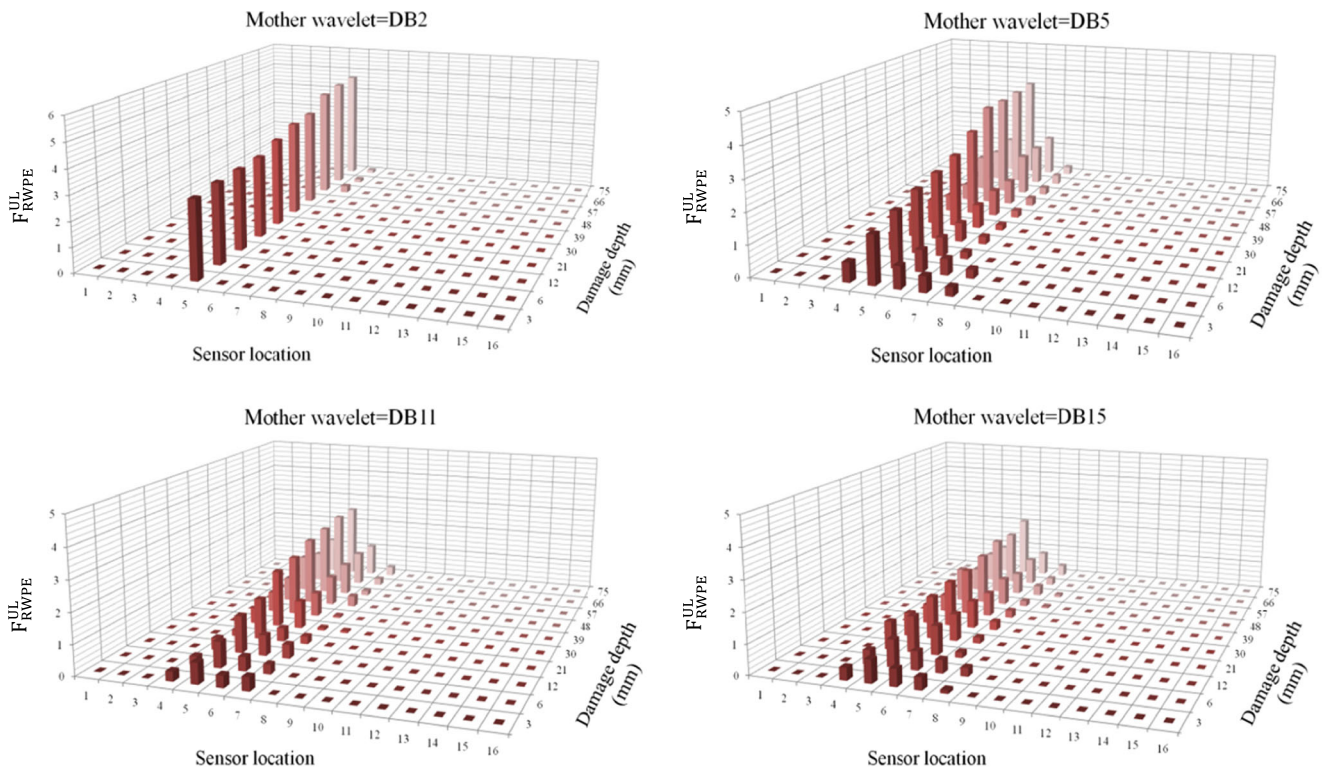 Mother wavelet=DB2
6
5
4
3
2
1
0
F^UL_RWPE
1 2 3 4 5 6 7 8 9 10 11 12 13 14 15 16
Sensor location
75
66
57
48
39
30
21
12
6
3
Damage depth
(mm)
Mother wavelet=DB5
5
4
3
2
1
0
F^UL_RWPE
1 2 3 4 5 6 7 8 9 10 11 12 13 14 15 16
Sensor location
75
66
57
48
39
30
21
12
6
3
Damage depth
(mm)
Mother wavelet=DB11
5
4
3
2
1
0
F^UL_RWPE
1 2 3 4 5 6 7 8 9 10 11 12 13 14 15 16
Sensor location
75
66
57
48
39
30
21
12
6
3
Damage depth
(mm)
Mother wavelet=DB15
5
4
3
2
1
0
F^UL_RWPE
1 2 3 4 5 6 7 8 9 10 11 12 13 14 15 16
Sensor location
75
66
57
48
39
30
21
12
6
3
Damage depth
(mm)